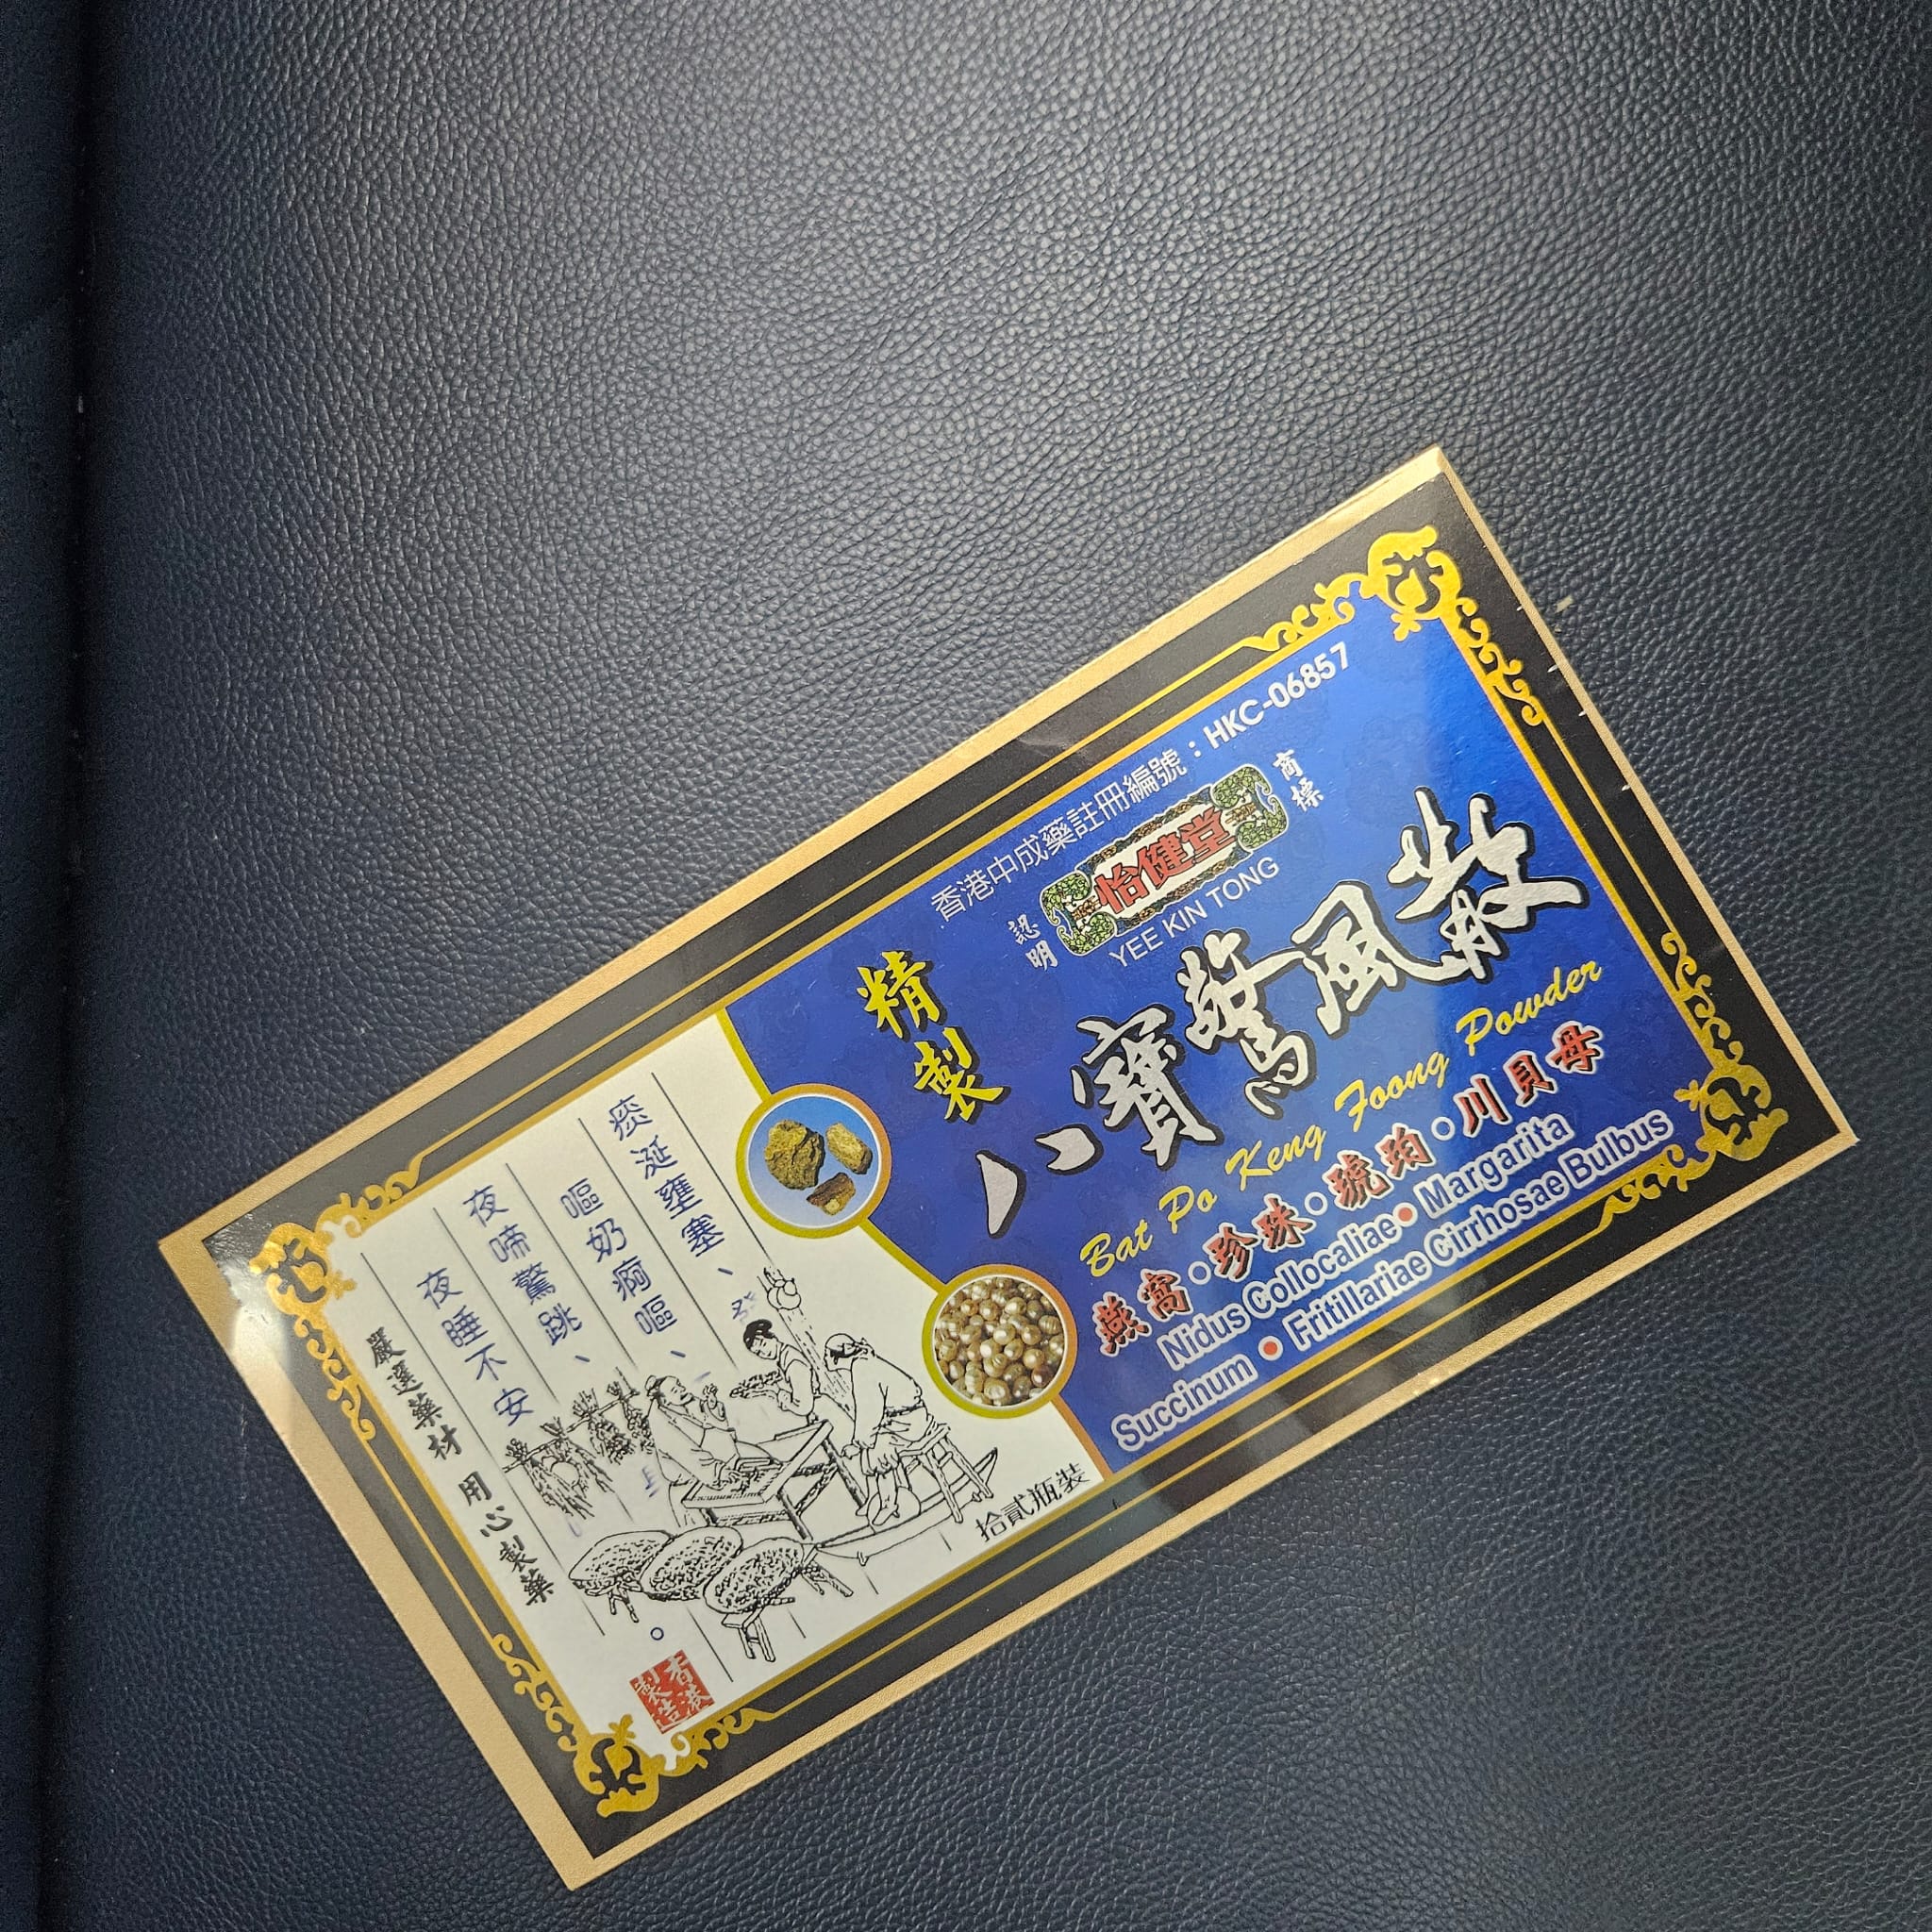 香港中成藥註冊編號：HKC-06857
認明
怡健堂
商標
YEE KIN TONG
精製
八寶驚風散
Bat Po Keng Foong Powder
燕窩•珍珠•琥珀•川貝母
Nidus Collocaliae • Margarita
Succinum • Fritillariae Cirrhosae Bulbus
痰涎壅塞、
嘔奶痾嘔、
夜啼驚跳、
夜睡不安
。
嚴選藥材 用心製藥
拾貳瓶裝
香港
製造